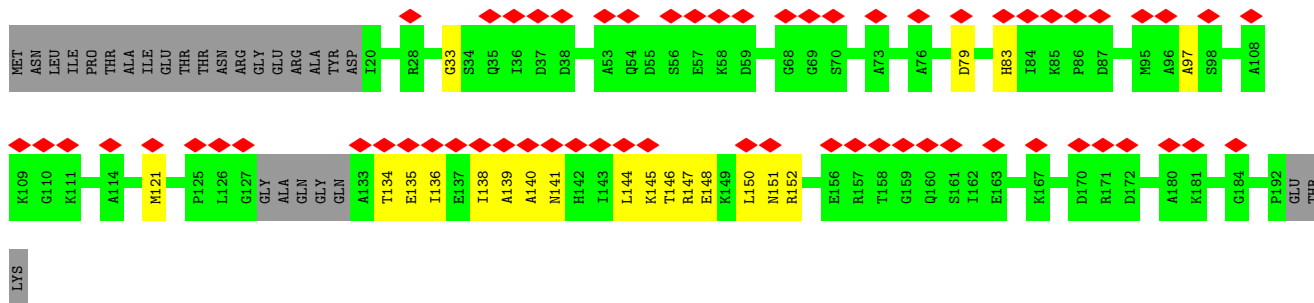 MET ASN LEU ILE PRO THR ALA ILE GLU THR THR ASN ARG GLY GLU ARG ALA TYR ASP I20 R28 G33 S34 Q35 I36 D37 D38 A53 Q54 D55 S56 E57 K58 D59 G68 G69 S70 A73 A76 D79 H83 I84 K85 P86 D87 M95 A96 A97 S98 A108
K109 G110 K111 A114 M121 P125 L126 G127 GLY ALA GLN GLY GLN A133 T134 E135 I136 E137 I138 A139 A140 N141 H142 I143 L144 K145 T146 R147 E148 K149 L150 N151 R152 E156 R157 T158 G159 Q160 S161 I162 E163 K167 D170 R171 D172 A180 K181 G184 P192 GLU THR
LYS